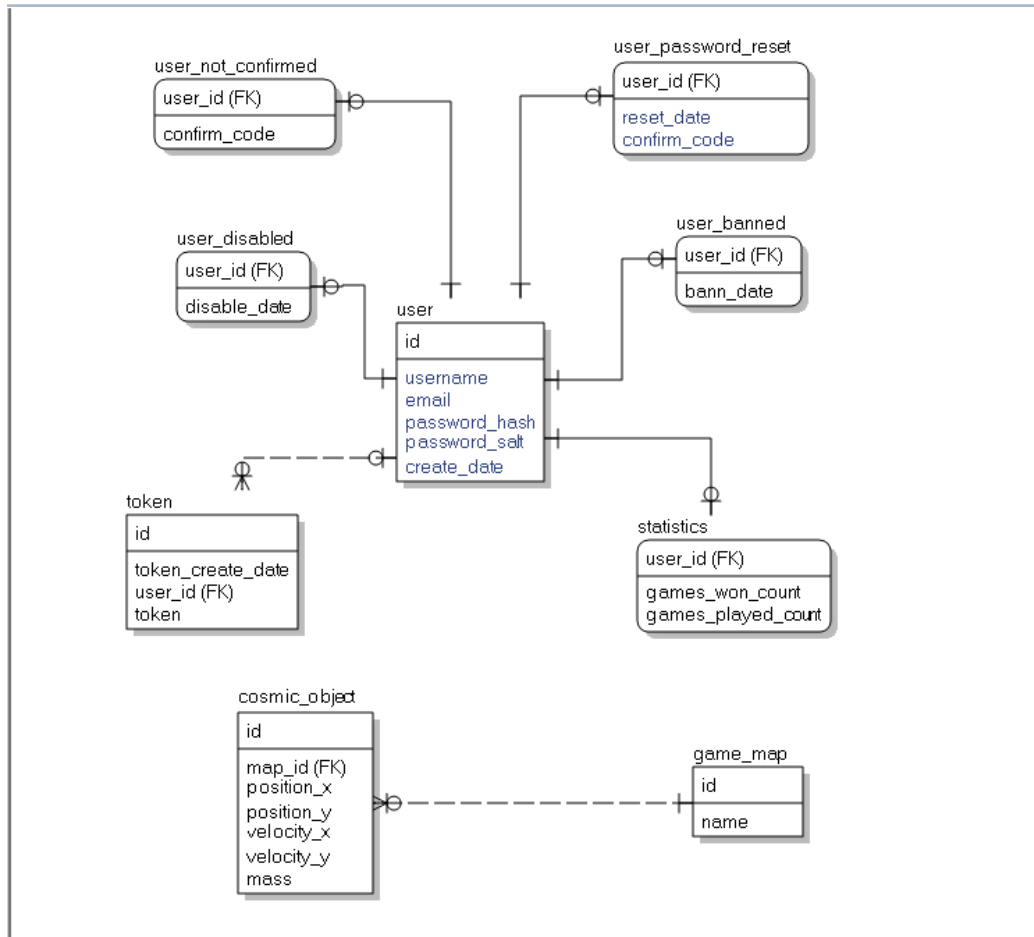 user_not_confirmed
user_id (FK)
confirm_code
user_password_reset
user_id (FK)
reset_date
confirm_code
user_disabled
user_id (FK)
disable_date
user_banned
user_id (FK)
bann_date
user
id
username
email
password_hash
password_salt
create_date
token
id
token_create_date
user_id (FK)
token
statistics
user_id (FK)
games_won_count
games_played_count
cosmic_object
id
map_id (FK)
position_x
position_y
velocity_x
velocity_y
mass
game_map
id
name